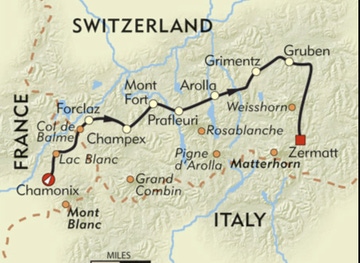 SWITZERLAND
Gruben
Grimentz
Arolla
Mont
Fort
Weisshorn
Forclaz
Prafleuri
FRANCE
Col de
Balme
Champex
Rosablanche
Zermatt
Lac Blanc
Pigne
d'Arolla
Matterhorn
Chamonix
Grand
Combin
Mont
Blanc
ITALY
MILES